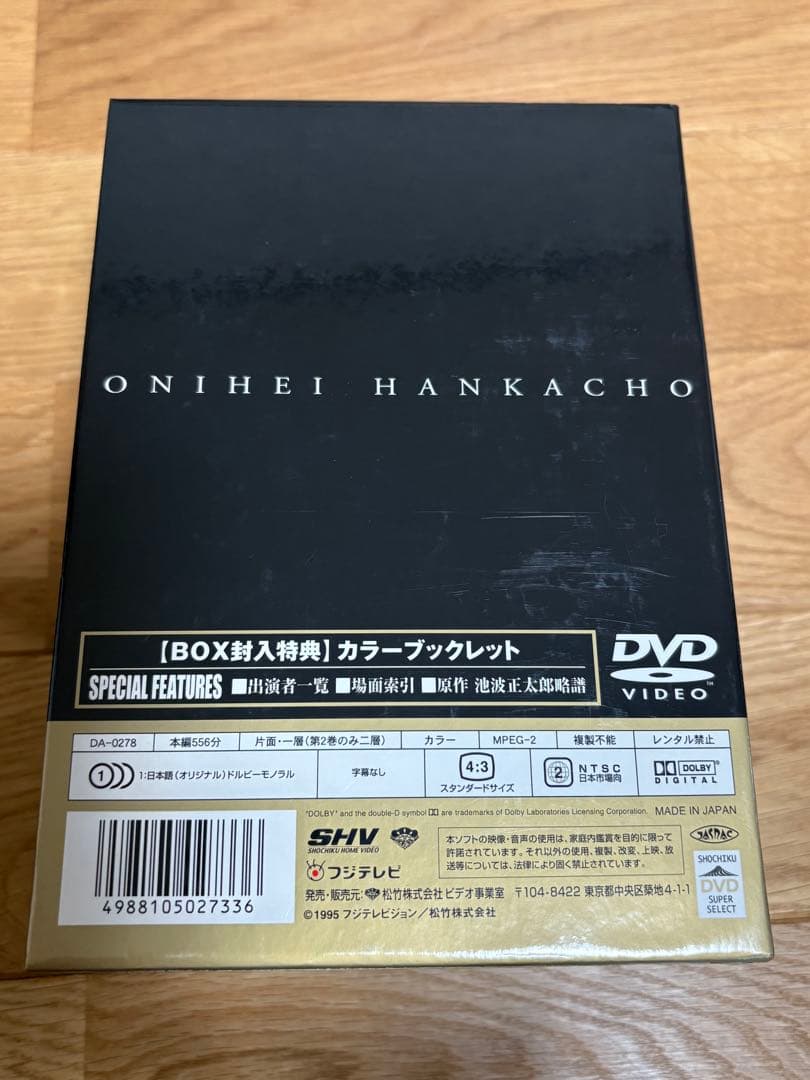 ONIHEI HANKACHO
【BOX封入特典】カラーブックレット
SPECIAL FEATURES ■出演者一覧 ■場面索引 ■原作 池波正太郎略譜
DVD
VIDEO
DA-0278 本編556分 片面・一層(第2巻のみ二層) カラー MPEG-2 複製不能 レンタル禁止
1 1:日本語(オリジナル)ドルビーモノラル 字幕なし 4:3 スタンダードサイズ 2 NTSC 日本市場向 DOLBY DIGITAL
"DOLBY" and the double-D symbol are trademarks of Dolby Laboratories Licensing Corporation. MADE IN JAPAN
SHV
SHOCHIKU HOME VIDEO
フジテレビ
本ソフトの映像・音声の使用は、家庭内鑑賞を目的に限って
許諾されています。それ以外の使用、複製、改変、上映、放
送等については、法律により固く禁止されています。
JASRAC
SHOCHIKU
DVD
SUPER
SELECT
発売・販売元: 松竹株式会社 ビデオ事業室 〒104-8422 東京都中央区築地4-1-1
©1995 フジテレビジョン/松竹株式会社
4988105027336